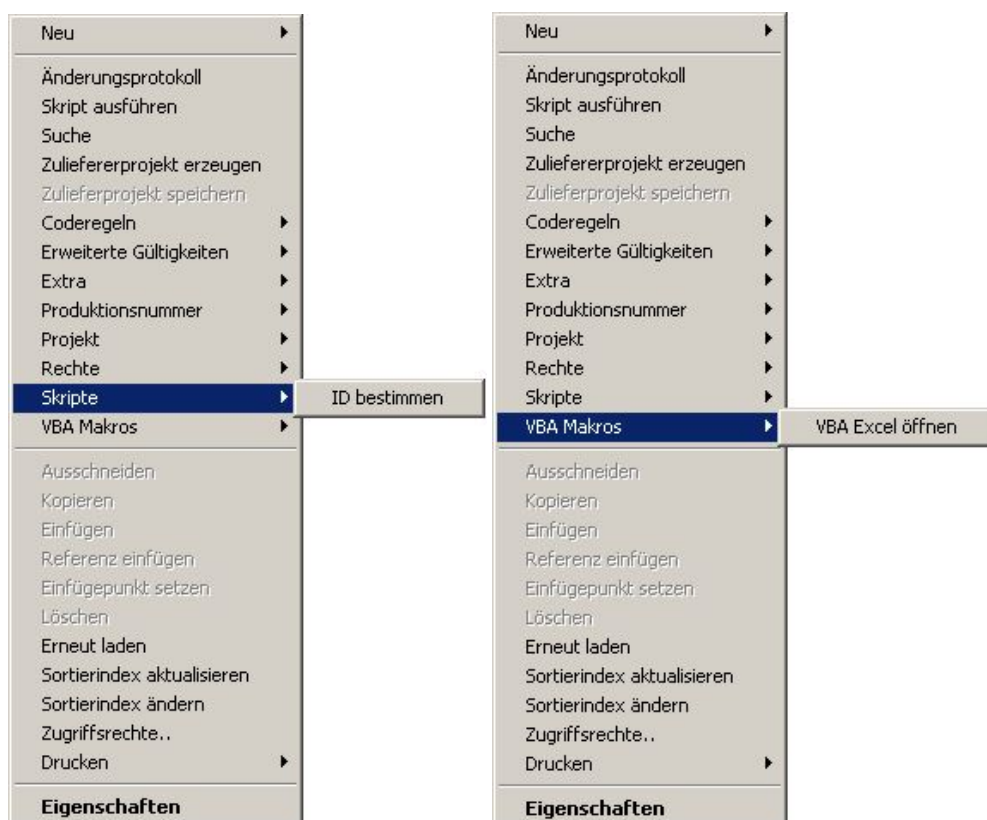 Neu
Änderungsprotokoll
Skript ausführen
Suche
Zuliefererprojekt erzeugen
Zulieferprojekt speichern
Coderegeln
Erweiterte Gültigkeiten
Extra
Produktionsnummer
Projekt
Rechte
Skripte
ID bestimmen
VBA Makros
Ausschneiden
Kopieren
Einfügen
Referenz einfügen
Einfügepunkt setzen
Löschen
Erneut laden
Sortierindex aktualisieren
Sortierindex ändern
Zugriffsrechte..
Drucken
Eigenschaften
Neu
Änderungsprotokoll
Skript ausführen
Suche
Zuliefererprojekt erzeugen
Zulieferprojekt speichern
Coderegeln
Erweiterte Gültigkeiten
Extra
Produktionsnummer
Projekt
Rechte
Skripte
VBA Makros
VBA Excel öffnen
Ausschneiden
Kopieren
Einfügen
Referenz einfügen
Einfügepunkt setzen
Löschen
Erneut laden
Sortierindex aktualisieren
Sortierindex ändern
Zugriffsrechte..
Drucken
Eigenschaften